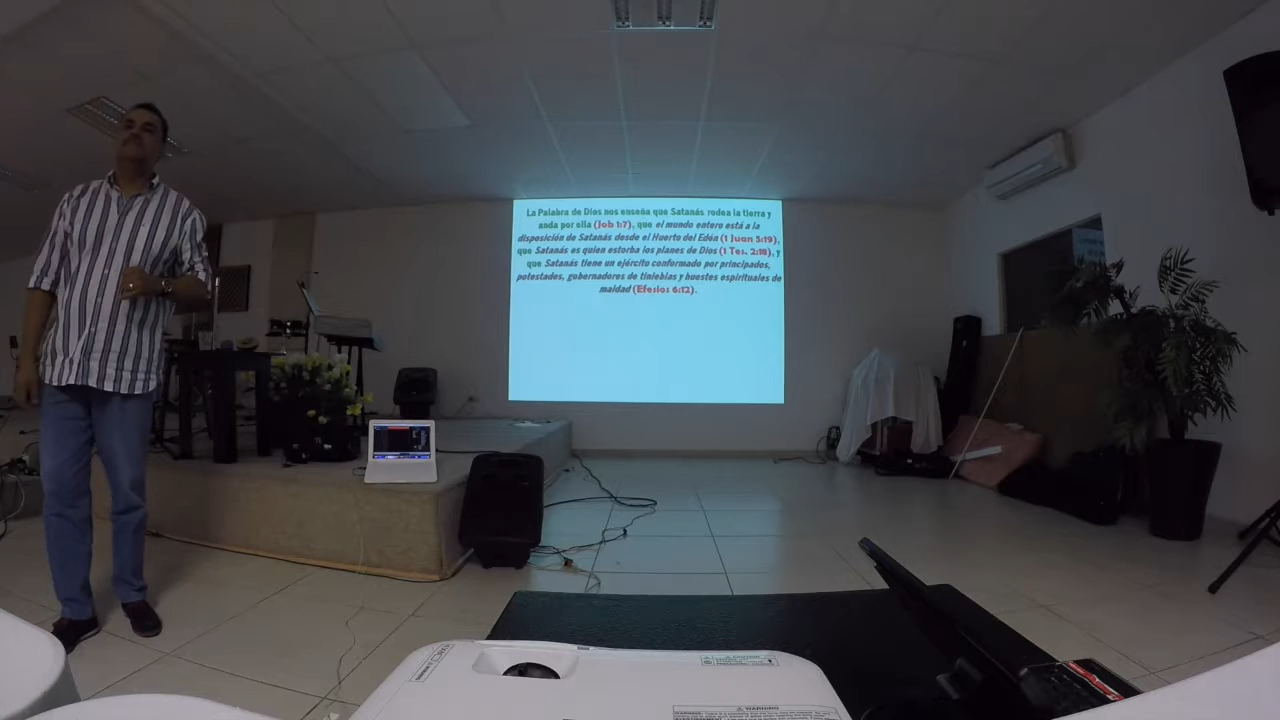 La Palabra de Dios nos enseña que Satanás rodea la tierra y
anda por ella (Job 1:7), que el mundo entero está a la
disposición de Satanás desde el Huerto del Edén (1 Juan 5:19),
que Satanás es quien estorba los planes de Dios (1 Tes. 2:18), y
que Satanás tiene un ejército conformado por principados,
potestades, gobernadores de tinieblas y huestes espirituales de
maldad (Efesios 6:12).
WARNING